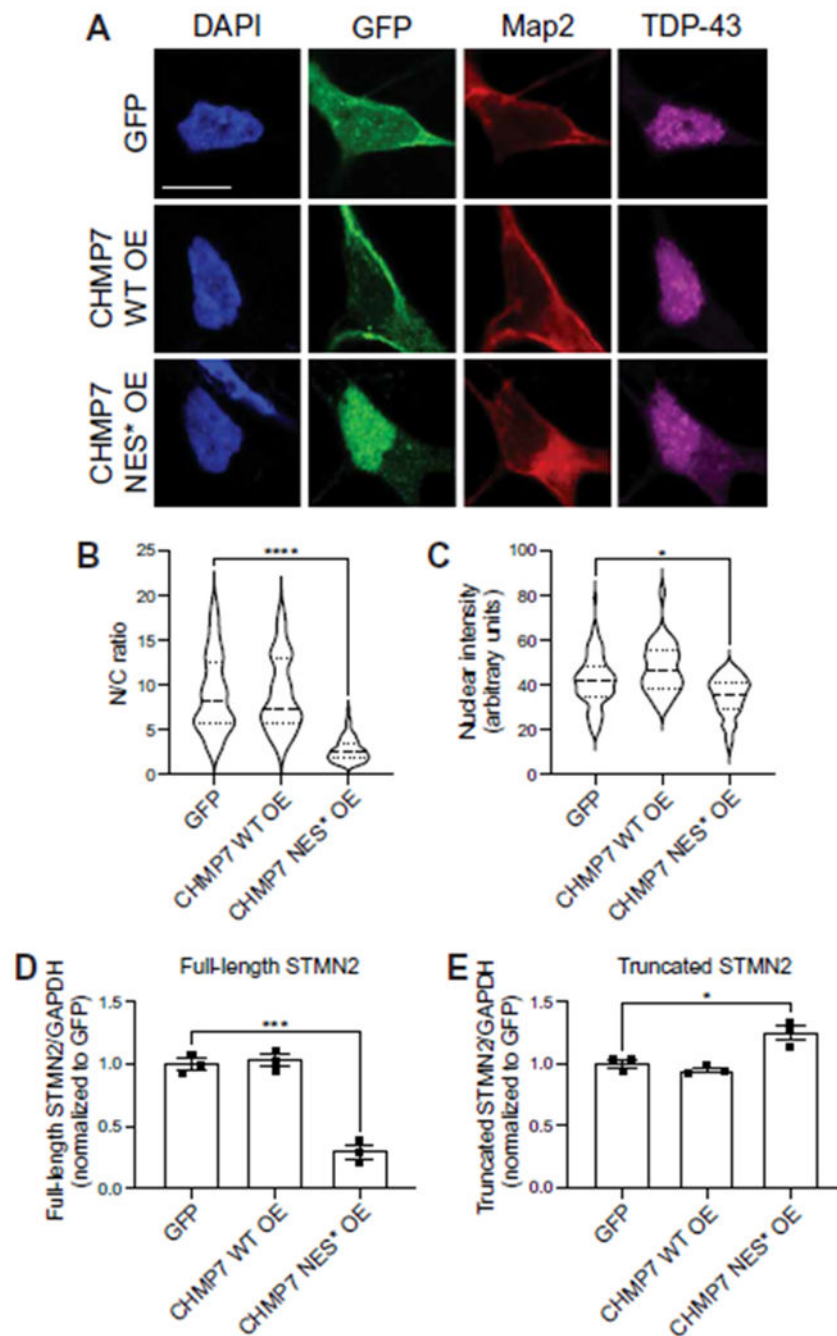 A
DAPI GFP Map2 TDP-43
GFP
CHMP7
WT OE
CHMP7
NES* OE
B
N/C ratio
25
20
15
10
5
0
****
GFP
CHMP7 WT OE
CHMP7 NES* OE
C
Nuclear intensity
(arbitrary units)
100
80
60
40
20
0
*
GFP
CHMP7 WT OE
CHMP7 NES* OE
D
Full-length STMN2
Full-length STMN2/GAPDH
(normalized to GFP)
1.5
1.0
0.5
0.0
***
GFP
CHMP7 WT OE
CHMP7 NES* OE
E
Truncated STMN2
Truncated STMN2/GAPDH
(normalized to GFP)
1.5
1.0
0.5
0.0
*
GFP
CHMP7 WT OE
CHMP7 NES* OE